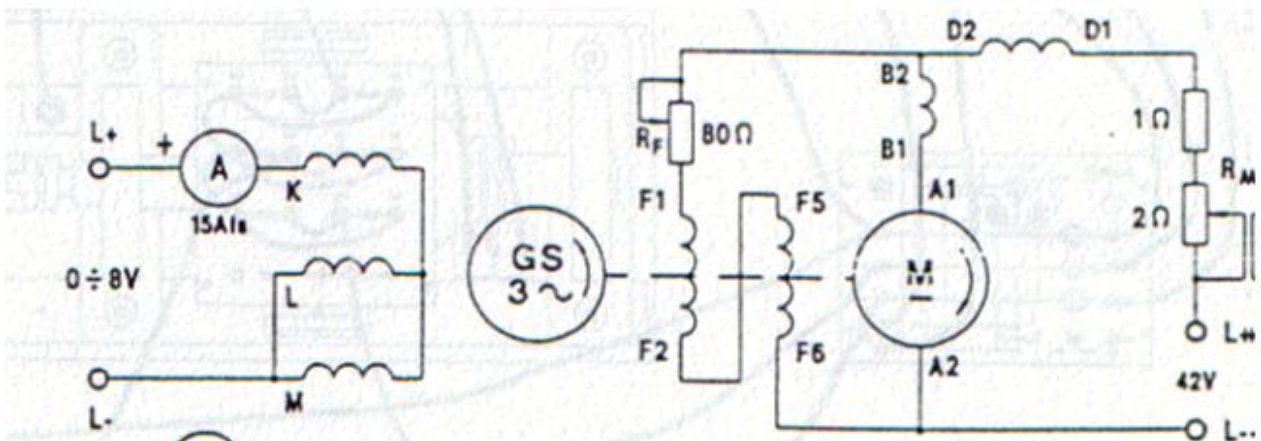 D2 D1
B2
L+ + A K
15A
RF 80Ω
B1
1Ω
0÷8V
GS
3~
F1 F5
A1
M
2Ω
L
F2 F6
A2
L+
42V
L- M
L-